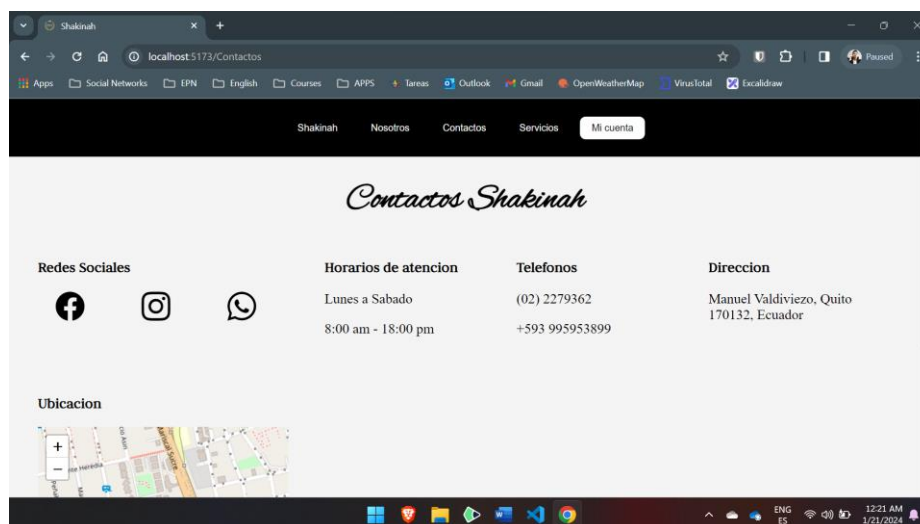 Shakinah
localhost:5173/Contactos
Paused
Apps Social Networks EPN English Courses APPS Tareas Outlook Gmail OpenWeatherMap VirusTotal Excalidraw
Shakinah Nosotros Contactos Servicios Mi cuenta
Contactos Shakinah
Redes Sociales
Horarios de atencion
Lunes a Sabado
8:00 am - 18:00 pm
Telefonos
(02) 2279362
+593 995953899
Direccion
Manuel Valdiviezo, Quito
170132, Ecuador
Ubicacion
+
−
Mariscal Sucre
ENG
ES
12:21 AM
1/21/2024